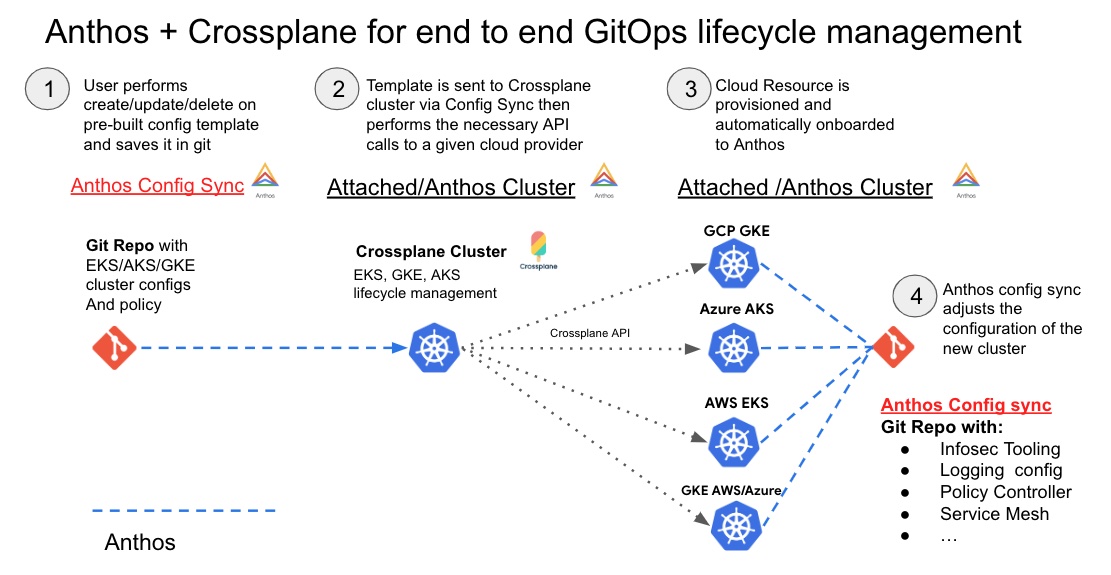 Anthos + Crossplane for end to end GitOps lifecycle management
1
User performs
create/update/delete on
pre-built config template
and saves it in git
2
Template is sent to Crossplane
cluster via Config Sync then
performs the necessary API
calls to a given cloud provider
3
Cloud Resource is
provisioned and
automatically onboarded
to Anthos
Anthos Config Sync
Anthos
Attached/Anthos Cluster
Anthos
Attached /Anthos Cluster
Anthos
Git Repo with
EKS/AKS/GKE
cluster configs
And policy
Crossplane Cluster
Crossplane
EKS, GKE, AKS
lifecycle management
Crossplane API
GCP GKE
Azure AKS
AWS EKS
GKE AWS/Azure
4
Anthos config sync
adjusts the
configuration of the
new cluster
Anthos Config sync
Git Repo with:
● Infosec Tooling
● Logging config
● Policy Controller
● Service Mesh
● …
Anthos